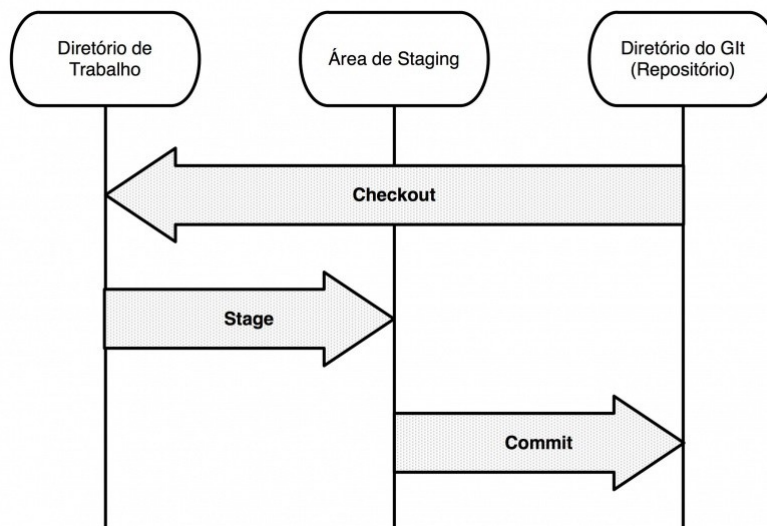 Diretório de
Trabalho
Área de Staging
Diretório do GIt
(Repositório)
Checkout
Stage
Commit